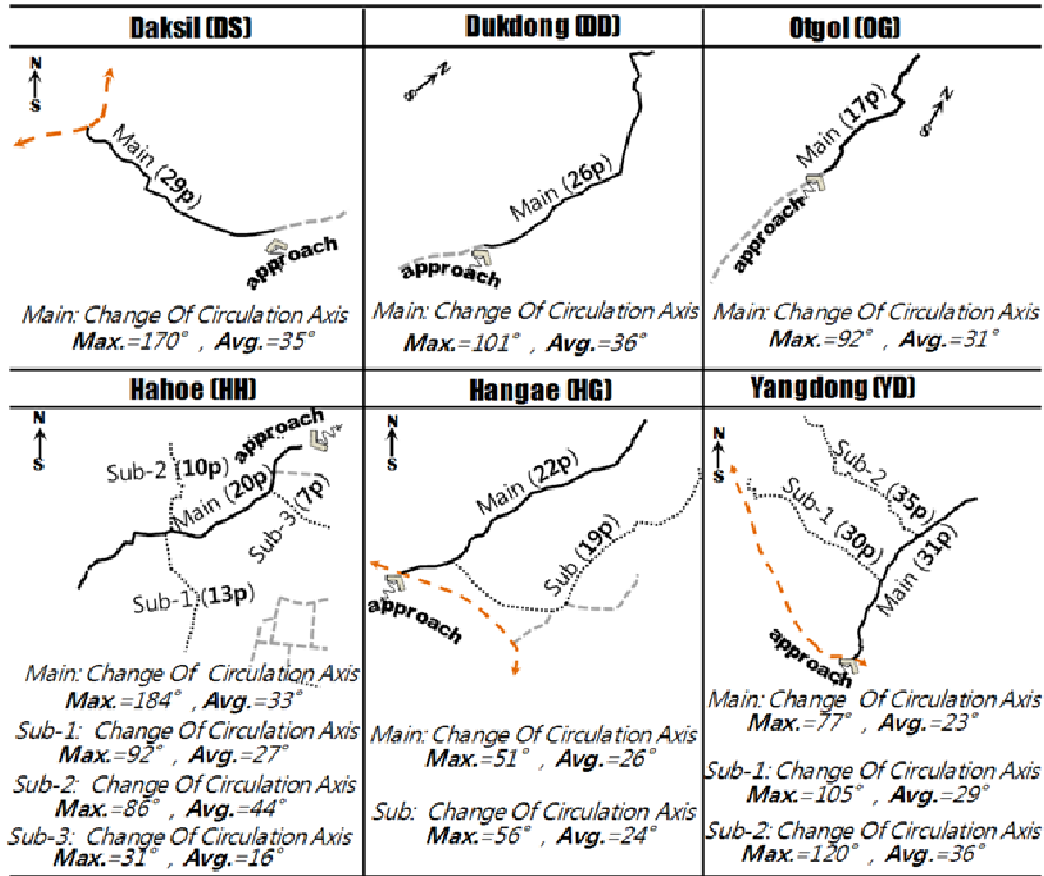 Daksil (DS)
N
S
Main (29p)
approach
Main: Change Of Circulation Axis
Max.=170° , Avg.=35°
Dukdong (DD)
N
S
Main (26p)
approach
Main: Change Of Circulation Axis
Max.=101° , Avg.=36°
Otgol (OG)
N
S
Main (17p)
approach
Main: Change Of Circulation Axis
Max.=92° , Avg.=31°
Hahoe (HH)
N
S
approach
Sub-2 (10p)
Main (20p)
Sub-3 (7p)
Sub-1 (13p)
Main: Change Of Circulation Axis
Max.=184° , Avg.=33°
Sub-1: Change Of Circulation Axis
Max.=92° , Avg.=27°
Sub-2: Change Of Circulation Axis
Max.=86° , Avg.=44°
Sub-3: Change Of Circulation Axis
Max.=31° , Avg.=16°
Hangae (HG)
N
S
Main (22p)
Sub (19p)
approach
Main: Change Of Circulation Axis
Max.=51° , Avg.=26°
Sub: Change Of Circulation Axis
Max.=56° , Avg.=24°
Yangdong (YD)
N
S
Sub-2 (35p)
Sub-1 (30p)
Main (31p)
approach
Main: Change Of Circulation Axis
Max.=77° , Avg.=23°
Sub-1: Change Of Circulation Axis
Max.=105° , Avg.=29°
Sub-2: Change Of Circulation Axis
Max.=120° , Avg.=36°